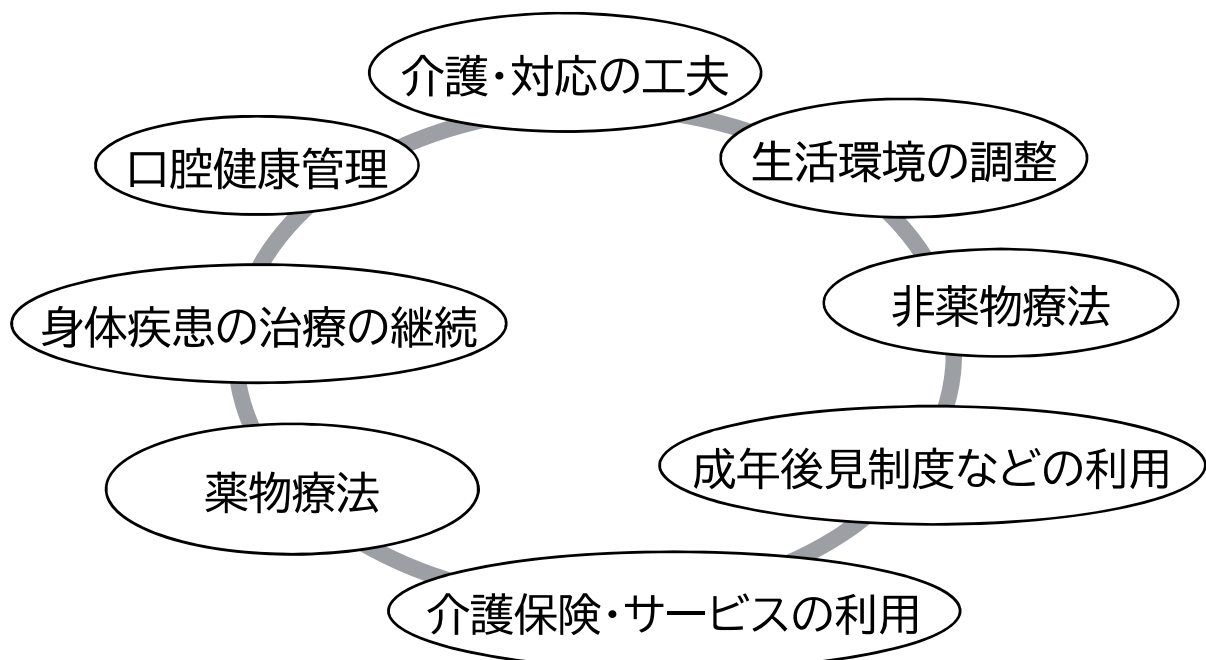 介護・対応の工夫
口腔健康管理
生活環境の調整
身体疾患の治療の継続
非薬物療法
薬物療法
成年後見制度などの利用
介護保険・サービスの利用